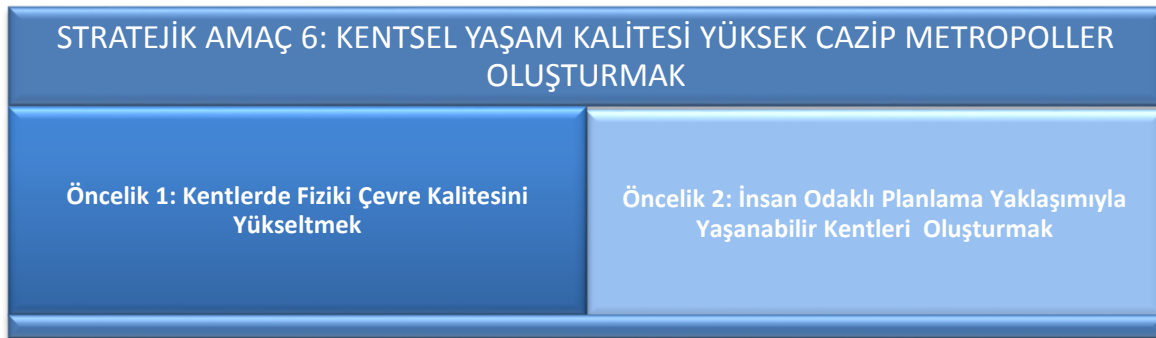 STRATEJİK AMAÇ 6: KENTSEL YAŞAM KALİTESİ YÜKSEK CAZİP METROPOLLER
OLUŞTURMAK
Öncelik 1: Kentlerde Fiziki Çevre Kalitesini
Yükseltmek
Öncelik 2: İnsan Odaklı Planlama Yaklaşımıyla
Yaşanabilir Kentleri  Oluşturmak